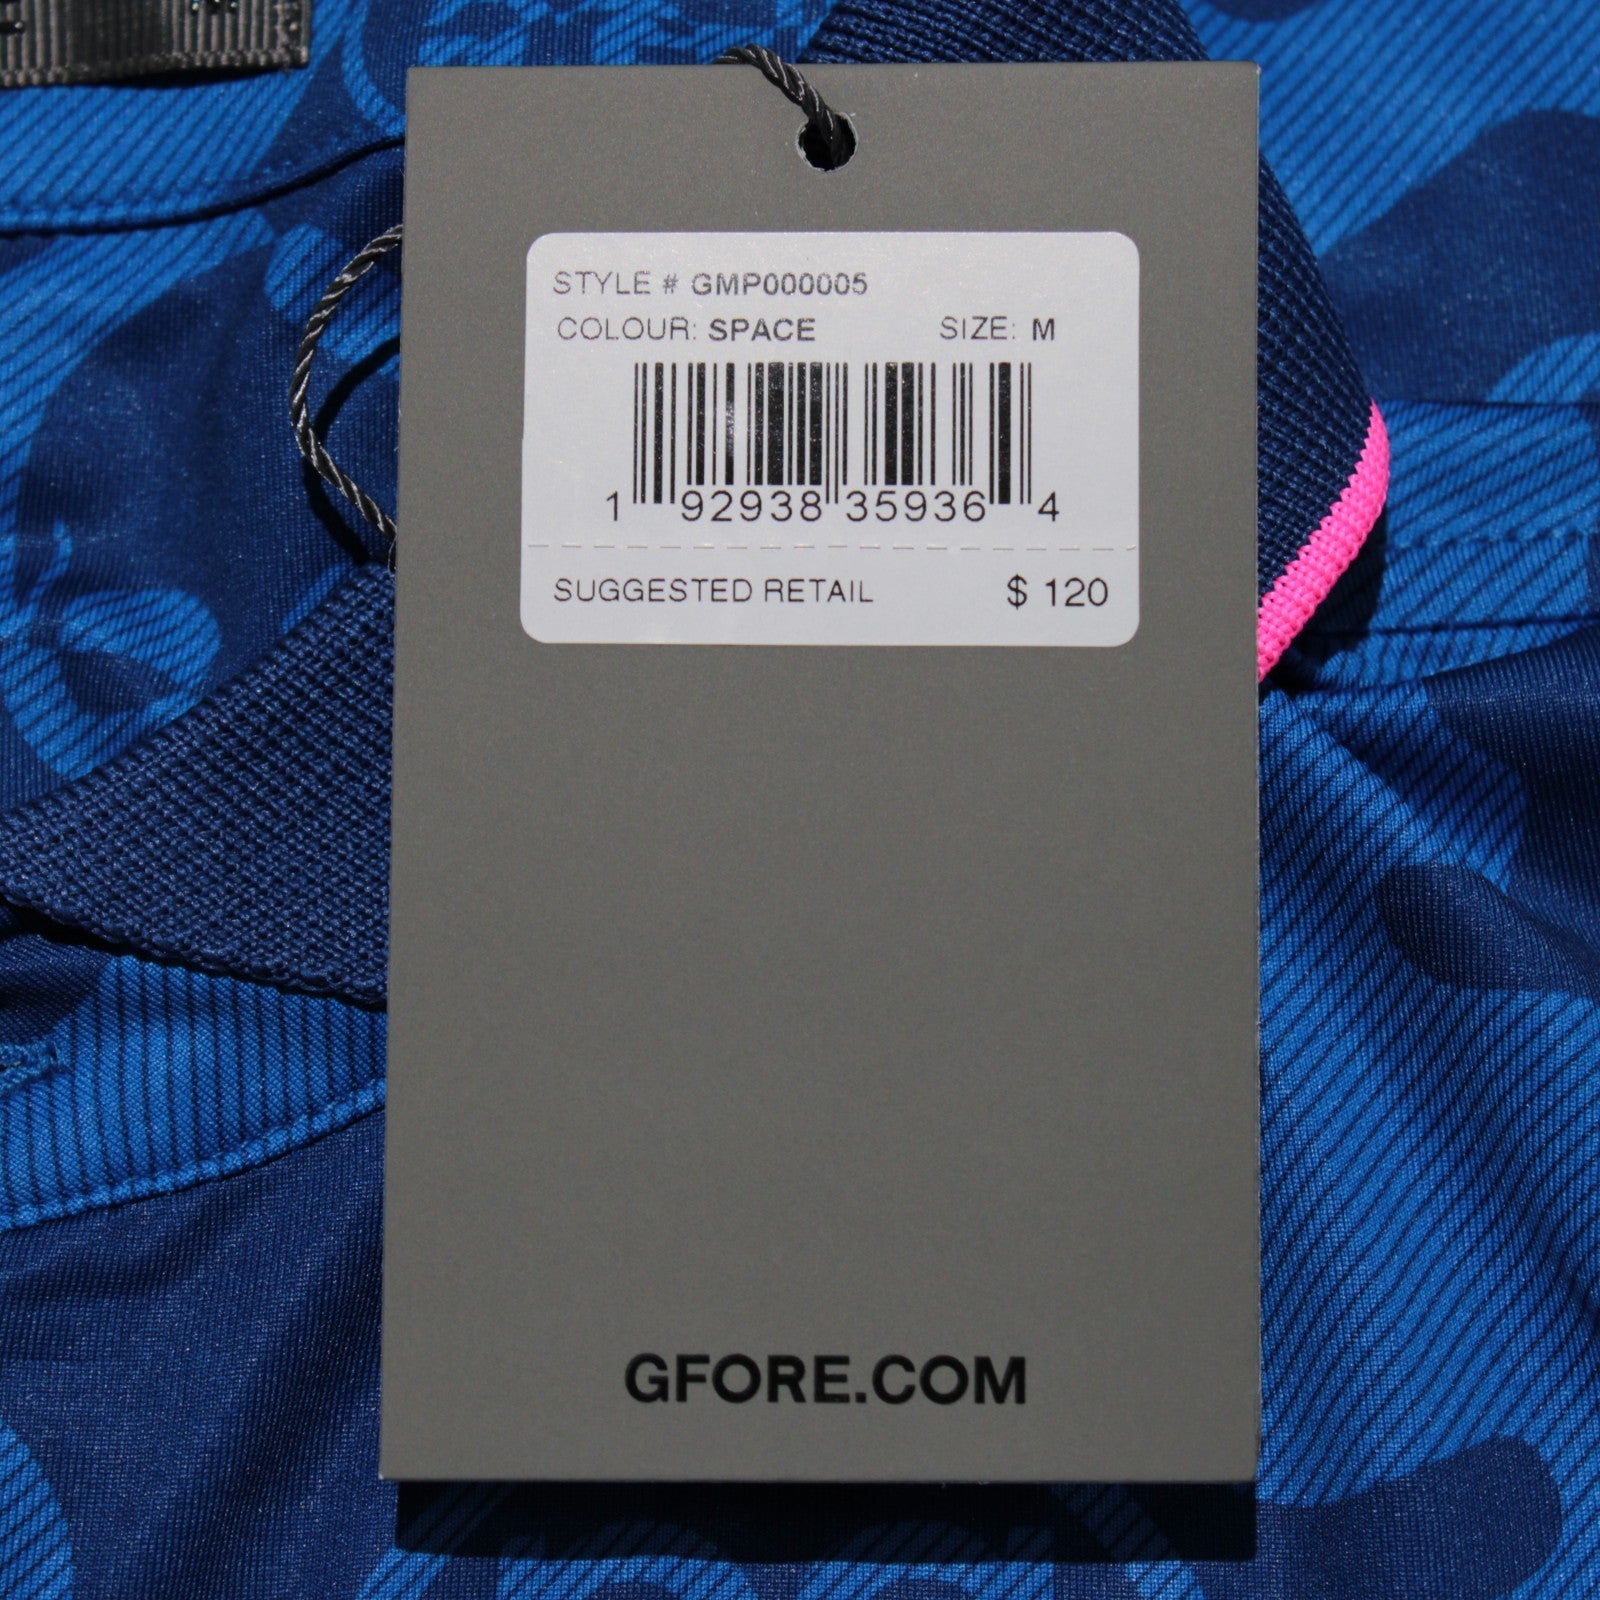 STYLE # GMP000005
COLOUR: SPACE SIZE: M
1 92938 35936 4
SUGGESTED RETAIL $ 120
GFORE.COM